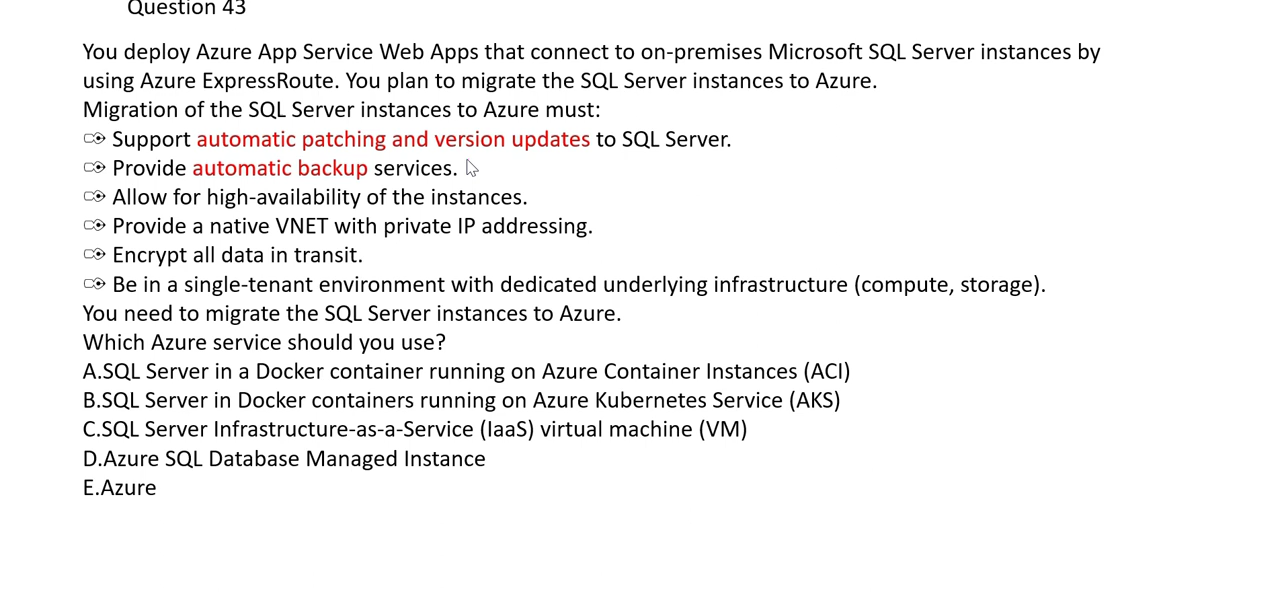 Question 43
You deploy Azure App Service Web Apps that connect to on-premises Microsoft SQL Server instances by
using Azure ExpressRoute. You plan to migrate the SQL Server instances to Azure.
Migration of the SQL Server instances to Azure must:
Support automatic patching and version updates to SQL Server.
Provide automatic backup services.
Allow for high-availability of the instances.
Provide a native VNET with private IP addressing.
Encrypt all data in transit.
Be in a single-tenant environment with dedicated underlying infrastructure (compute, storage).
You need to migrate the SQL Server instances to Azure.
Which Azure service should you use?
A.SQL Server in a Docker container running on Azure Container Instances (ACI)
B.SQL Server in Docker containers running on Azure Kubernetes Service (AKS)
C.SQL Server Infrastructure-as-a-Service (IaaS) virtual machine (VM)
D.Azure SQL Database Managed Instance
E.Azure